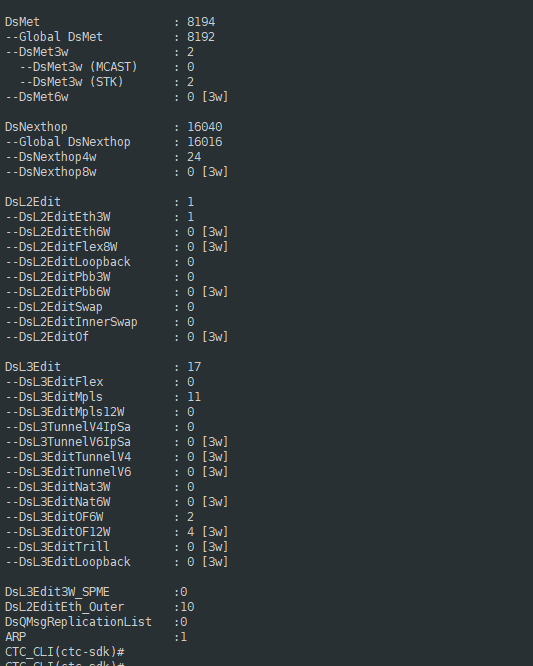 DsMet                   : 8194
--Global DsMet          : 8192
--DsMet3w               : 2
  --DsMet3w (MCAST)     : 0
  --DsMet3w (STK)       : 2
--DsMet6w               : 0 [3w]

DsNexthop               : 16040
--Global DsNexthop      : 16016
--DsNexthop4w           : 24
--DsNexthop8w           : 0 [3w]

DsL2Edit                : 1
--DsL2EditEth3W         : 1
--DsL2EditEth6W         : 0 [3w]
--DsL2EditFlex8W        : 0 [3w]
--DsL2EditLoopback      : 0
--DsL2EditPbb3W         : 0
--DsL2EditPbb6W         : 0 [3w]
--DsL2EditSwap          : 0
--DsL2EditInnerSwap     : 0
--DsL2EditOf            : 0 [3w]

DsL3Edit                : 17
--DsL3EditFlex          : 0
--DsL3EditMpls          : 11
--DsL3EditMpls12W       : 0
--DsL3TunnelV4IpSa      : 0
--DsL3TunnelV6IpSa      : 0 [3w]
--DsL3EditTunnelV4      : 0 [3w]
--DsL3EditTunnelV6      : 0 [3w]
--DsL3EditNat3W         : 0
--DsL3EditNat6W         : 0 [3w]
--DsL3EditOF6W          : 2
--DsL3EditOF12W         : 4 [3w]
--DsL3EditTrill         : 0 [3w]
--DsL3EditLoopback      : 0 [3w]

DsL3Edit3W_SPME         :0
DsL2EditEth_Outer       :10
DsQMsgReplicationList   :0
ARP                     :1
CTC_CLI(ctc-sdk)#
CTC_CLI(ctc-sdk)#